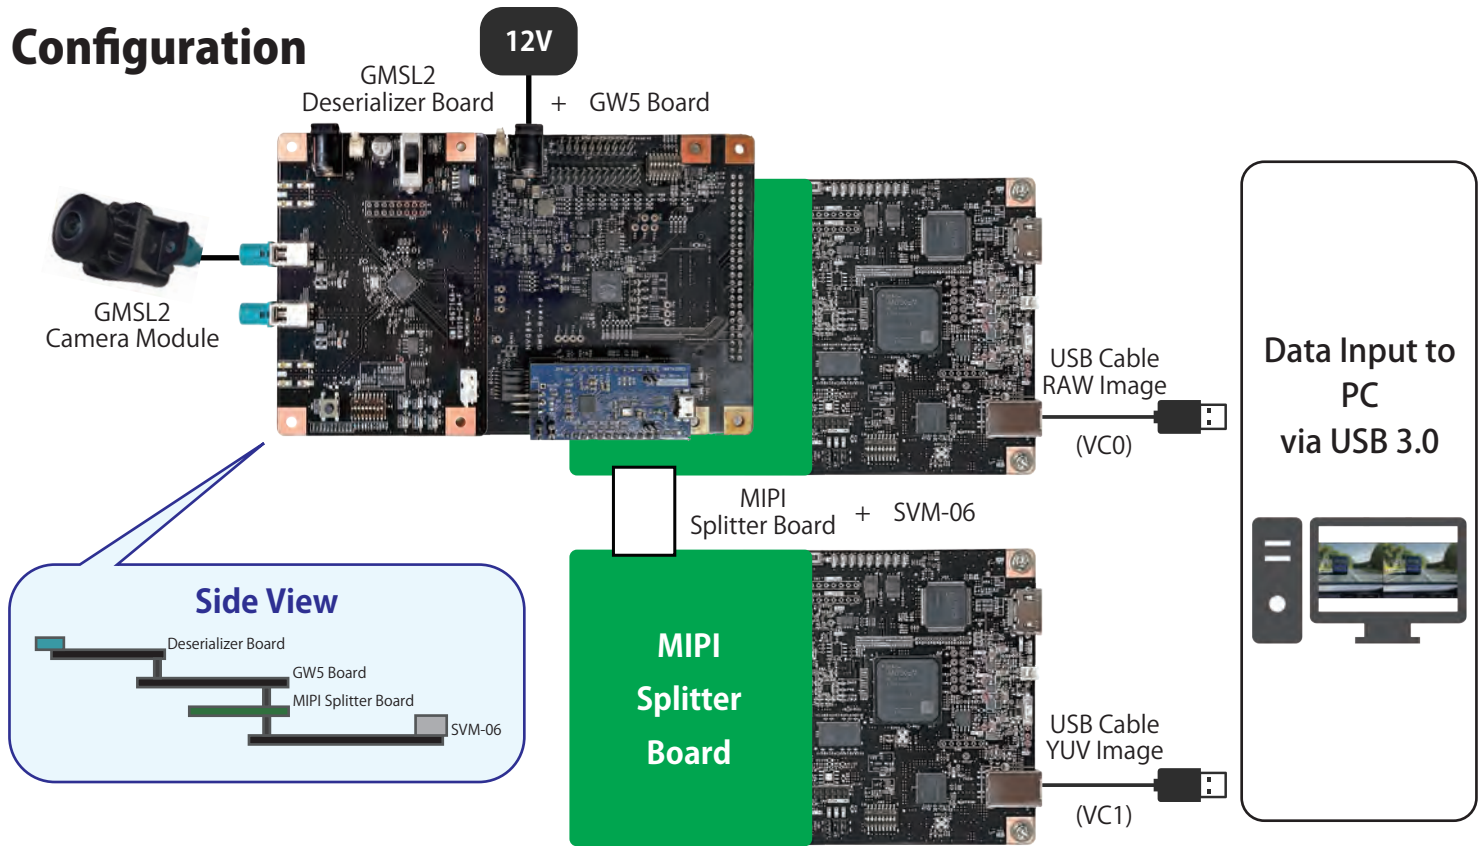 Configuration
12V
GMSL2
Deserializer Board + GW5 Board
GMSL2
Camera Module
USB Cable
RAW Image
(VC0)
Data Input to
PC
via USB 3.0
MIPI
Splitter Board + SVM-06
Side View
Deserializer Board
GW5 Board
MIPI Splitter Board
SVM-06
MIPI
Splitter
Board
USB Cable
YUV Image
(VC1)